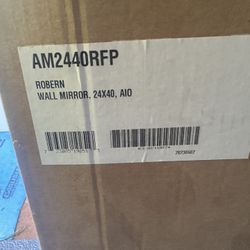 AM2440RFP
ROBERN
WALL MIRROR, 24X40, AIO